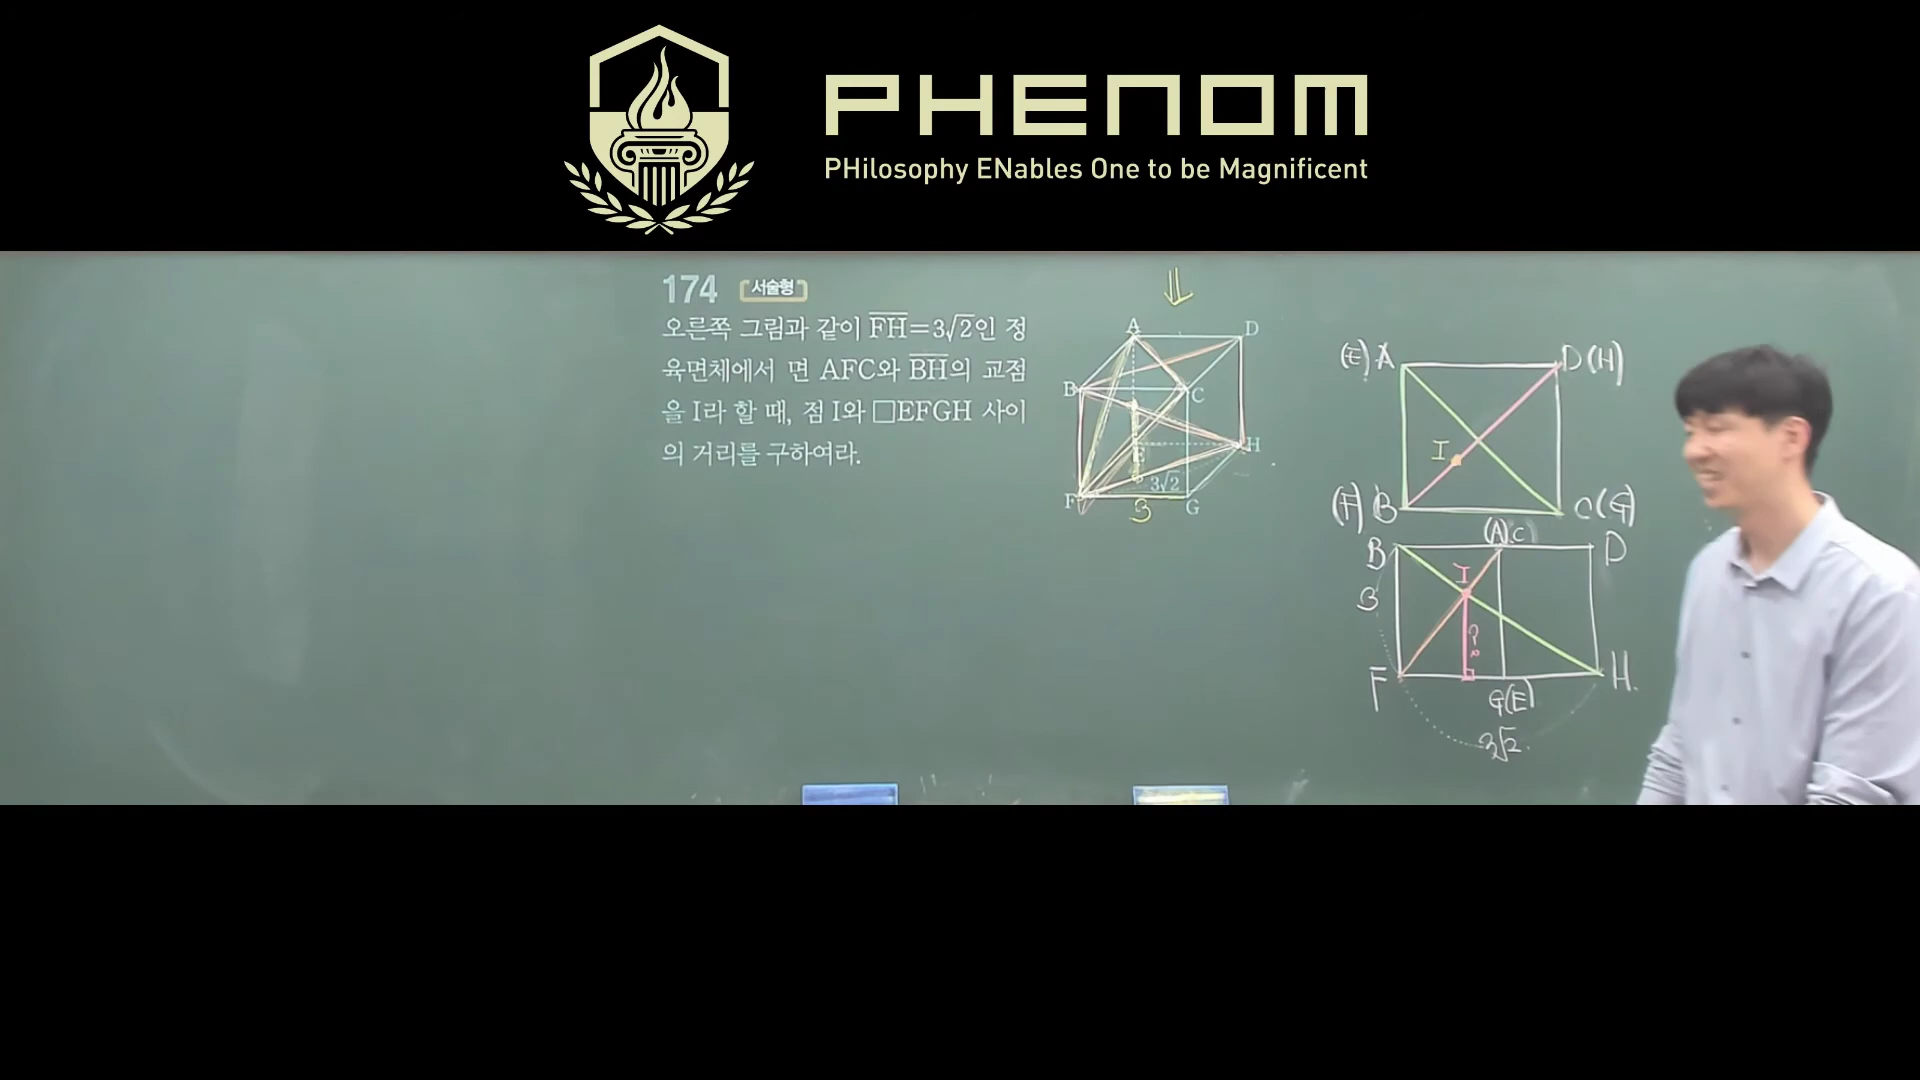 PHENOM
PHilosophy ENables One to be Magnificent
174 서술형
오른쪽 그림과 같이 F̅H̅=3√2인 정
육면체에서 면 AFC와 B̅H̅의 교점
을 I라 할 때, 점 I와 □EFGH 사이
의 거리를 구하여라.
A D
B C
E H
3√2
F 3 G
(E) A D (H)
I
(F) B C (G)
B (A) C D
I
3
?
F G(E) H
3√2